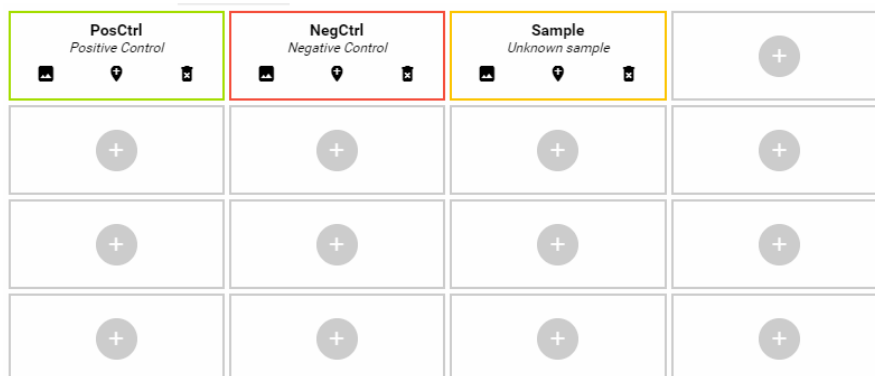 PosCtrl
Positive Control
NegCtrl
Negative Control
Sample
Unknown sample